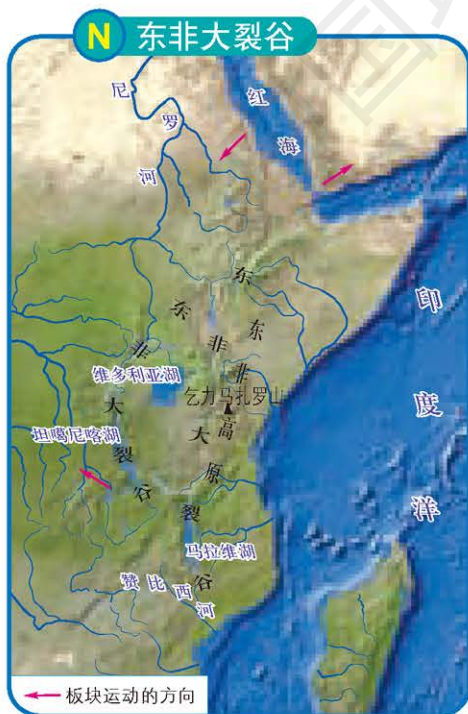 N 东非大裂谷
尼罗河
红海
东非大裂谷
东非大裂谷
东非高原
维多利亚湖
乞力马扎罗山
坦噶尼喀湖
印度洋
马拉维湖
赞比西河
板块运动的方向